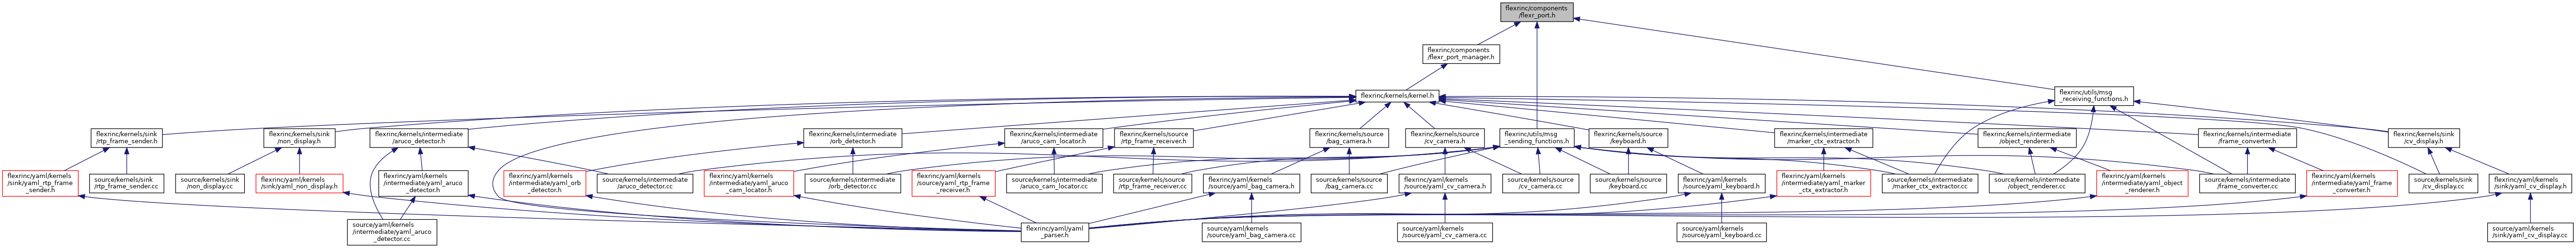 flexrinc/components
/flexr_port.h
flexrinc/components
/flexr_port_manager.h
flexrinc/kernels/kernel.h
flexrinc/utils/msg
_receiving_functions.h
flexrinc/kernels/sink
/rtp_frame_sender.h
flexrinc/kernels/sink
/non_display.h
flexrinc/kernels/intermediate
/aruco_detector.h
flexrinc/kernels/intermediate
/orb_detector.h
flexrinc/kernels/intermediate
/aruco_cam_locator.h
flexrinc/kernels/source
/rtp_frame_receiver.h
flexrinc/kernels/source
/bag_camera.h
flexrinc/kernels/source
/cv_camera.h
flexrinc/utils/msg
_sending_functions.h
flexrinc/kernels/source
/keyboard.h
flexrinc/kernels/intermediate
/marker_ctx_extractor.h
flexrinc/kernels/intermediate
/object_renderer.h
flexrinc/kernels/intermediate
/frame_converter.h
flexrinc/kernels/sink
/cv_display.h
flexrinc/yaml/kernels
/sink/yaml_rtp_frame
_sender.h
source/kernels/sink
/rtp_frame_sender.cc
source/kernels/sink
/non_display.cc
flexrinc/yaml/kernels
/sink/yaml_non_display.h
flexrinc/yaml/kernels
/intermediate/yaml_aruco
_detector.h
flexrinc/yaml/kernels
/intermediate/yaml_orb
_detector.h
source/kernels/intermediate
/aruco_detector.cc
flexrinc/yaml/kernels
/intermediate/yaml_aruco
_cam_locator.h
source/kernels/intermediate
/orb_detector.cc
flexrinc/yaml/kernels
/source/yaml_rtp_frame
_receiver.h
source/kernels/intermediate
/aruco_cam_locator.cc
source/kernels/source
/rtp_frame_receiver.cc
flexrinc/yaml/kernels
/source/yaml_bag_camera.h
source/kernels/source
/bag_camera.cc
flexrinc/yaml/kernels
/source/yaml_cv_camera.h
source/kernels/source
/cv_camera.cc
source/kernels/source
/keyboard.cc
flexrinc/yaml/kernels
/source/yaml_keyboard.h
flexrinc/yaml/kernels
/intermediate/yaml_marker
_ctx_extractor.h
source/kernels/intermediate
/marker_ctx_extractor.cc
source/kernels/intermediate
/object_renderer.cc
flexrinc/yaml/kernels
/intermediate/yaml_object
_renderer.h
source/kernels/intermediate
/frame_converter.cc
flexrinc/yaml/kernels
/intermediate/yaml_frame
_converter.h
source/kernels/sink
/cv_display.cc
flexrinc/yaml/kernels
/sink/yaml_cv_display.h
source/yaml/kernels
/intermediate/yaml_aruco
_detector.cc
flexrinc/yaml/yaml
_parser.h
source/yaml/kernels
/source/yaml_bag_camera.cc
source/yaml/kernels
/source/yaml_cv_camera.cc
source/yaml/kernels
/source/yaml_keyboard.cc
source/yaml/kernels
/sink/yaml_cv_display.cc